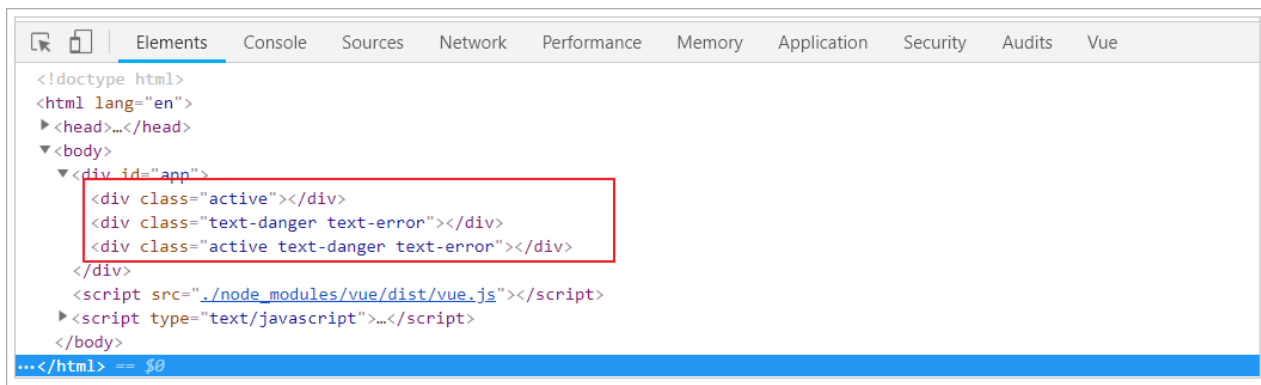 Elements Console Sources Network Performance Memory Application Security Audits Vue
<!doctype html>
<html lang="en">
▶<head>…</head>
▼<body>
▼<div id="app">
<div class="active"></div>
<div class="text-danger text-error"></div>
<div class="active text-danger text-error"></div>
</div>
<script src="./node_modules/vue/dist/vue.js"></script>
▶<script type="text/javascript">…</script>
</body>
…</html> == $0